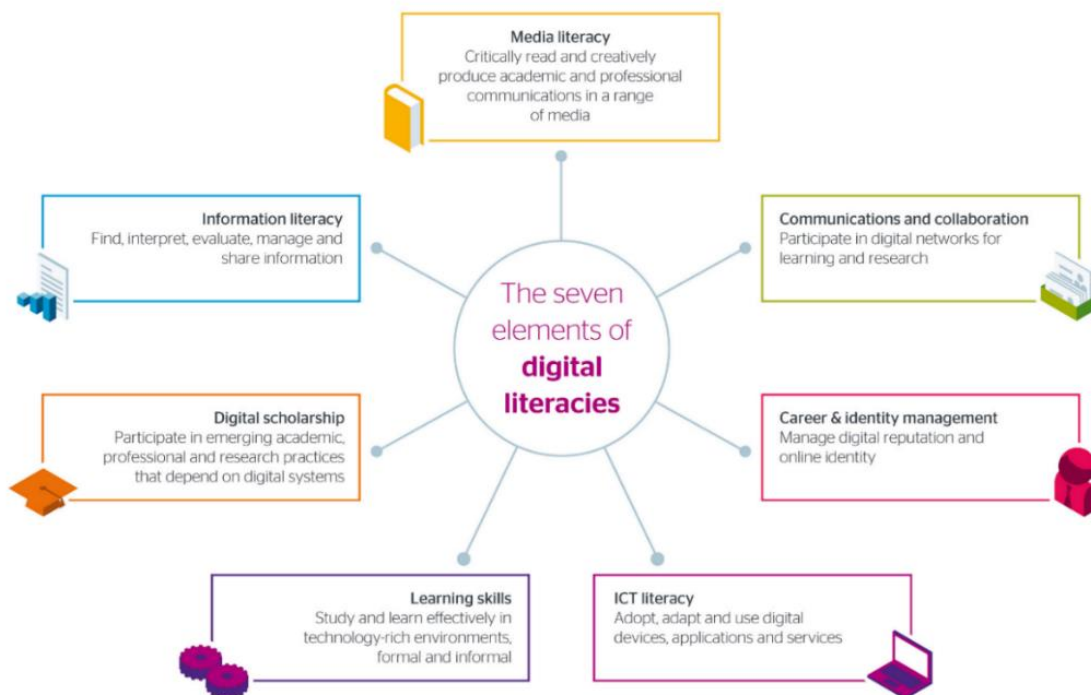 Media literacy
Critically read and creatively
produce academic and professional
communications in a range
of media
Information literacy
Find, interpret, evaluate, manage and
share information
Communications and collaboration
Participate in digital networks for
learning and research
The seven
elements of
digital
literacies
Digital scholarship
Participate in emerging academic,
professional and research practices
that depend on digital systems
Career & identity management
Manage digital reputation and
online identity
Learning skills
Study and learn effectively in
technology-rich environments,
formal and informal
ICT literacy
Adopt, adapt and use digital
devices, applications and services